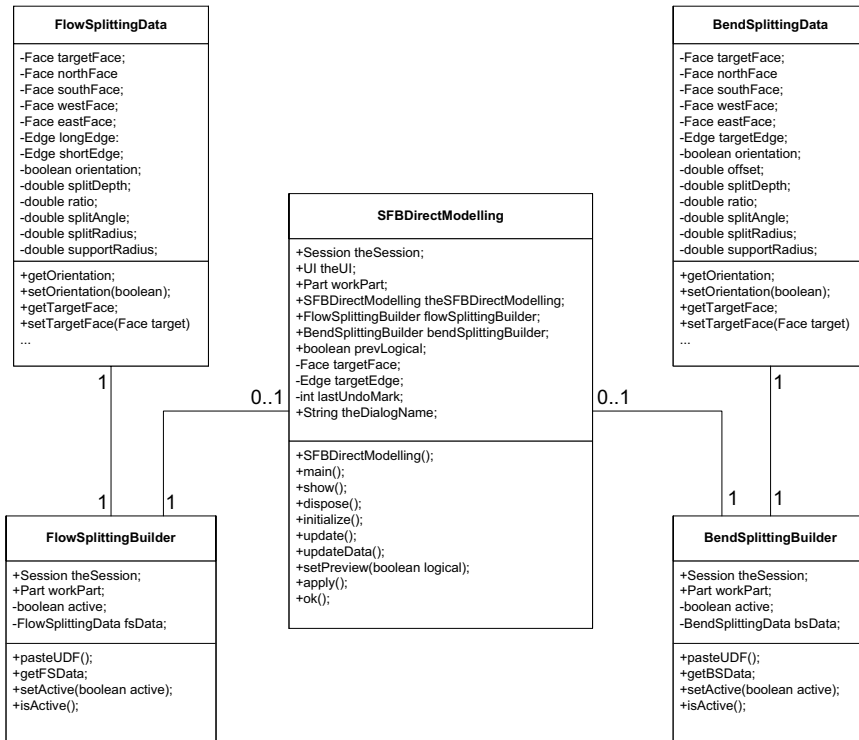 FlowSplittingData
-Face targetFace;
-Face northFace
-Face southFace;
-Face westFace;
-Face eastFace;
-Edge longEdge:
-Edge shortEdge;
-boolean orientation;
-double splitDepth;
-double ratio;
-double splitAngle;
-double splitRadius;
-double supportRadius;
+getOrientation;
+setOrientation(boolean);
+getTargetFace;
+setTargetFace(Face target)
...
1
1
FlowSplittingBuilder
+Session theSession;
+Part workPart;
-boolean active;
-FlowSplittingData fsData;
+pasteUDF();
+getFSData;
+setActive(boolean active);
+isActive();
0..1
1
SFBDirectModelling
+Session theSession;
+UI theUI;
+Part workPart;
+SFBDirectModelling theSFBDirectModelling;
+FlowSplittingBuilder flowSplittingBuilder;
+BendSplittingBuilder bendSplittingBuilder;
+boolean prevLogical;
-Face targetFace;
-Edge targetEdge;
-int lastUndoMark;
+String theDialogName;
+SFBDirectModelling();
+main();
+show();
+dispose();
+initialize();
+update();
+updateData();
+setPreview(boolean logical);
+apply();
+ok();
0..1
1
BendSplittingData
-Face targetFace;
-Face northFace
-Face southFace;
-Face westFace;
-Face eastFace;
-Edge targetEdge;
-boolean orientation;
-double offset;
-double splitDepth;
-double ratio;
-double splitAngle;
-double splitRadius;
-double supportRadius;
+getOrientation;
+setOrientation(boolean);
+getTargetFace;
+setTargetFace(Face target)
...
1
1
BendSplittingBuilder
+Session theSession;
+Part workPart;
-boolean active;
-BendSplittingData bsData;
+pasteUDF();
+getBSData;
+setActive(boolean active);
+isActive();